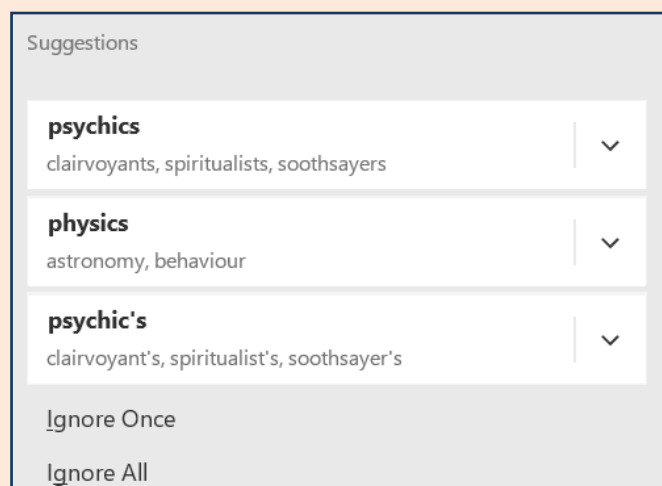 Suggestions
psychics
clairvoyants, spiritualists, soothsayers
physics
astronomy, behaviour
psychic's
clairvoyant's, spiritualist's, soothsayer's
Ignore Once
Ignore All